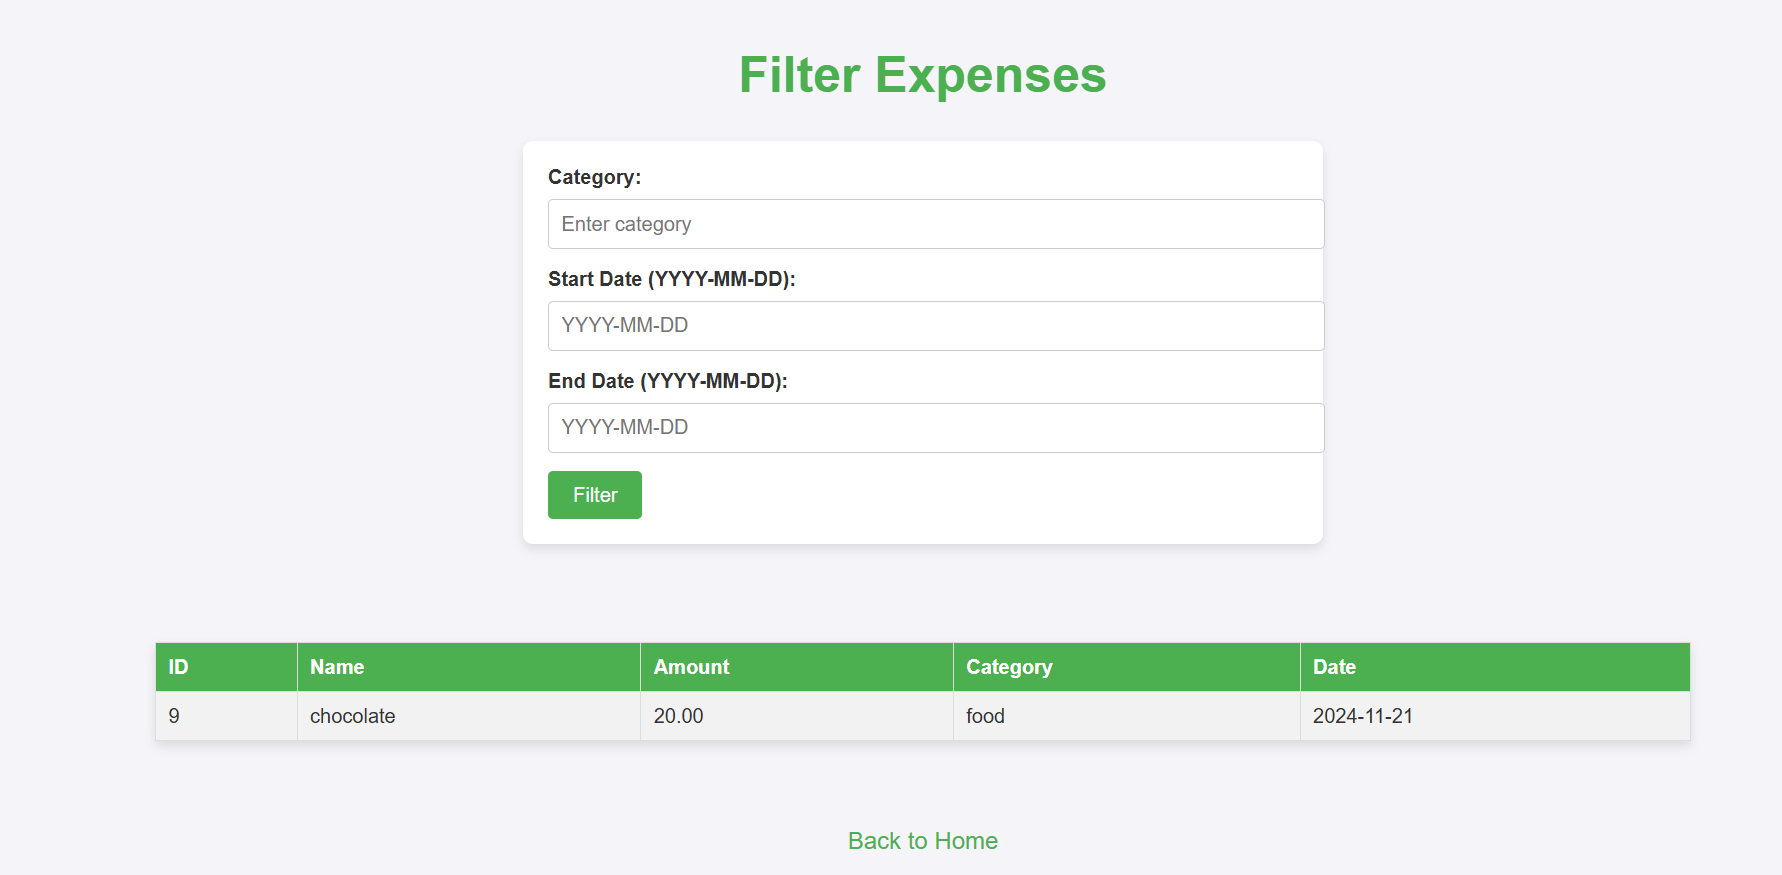 Filter Expenses
Category:
Enter category
Start Date (YYYY-MM-DD):
YYYY-MM-DD
End Date (YYYY-MM-DD):
YYYY-MM-DD
Filter
ID Name Amount Category Date
9 chocolate 20.00 food 2024-11-21
Back to Home